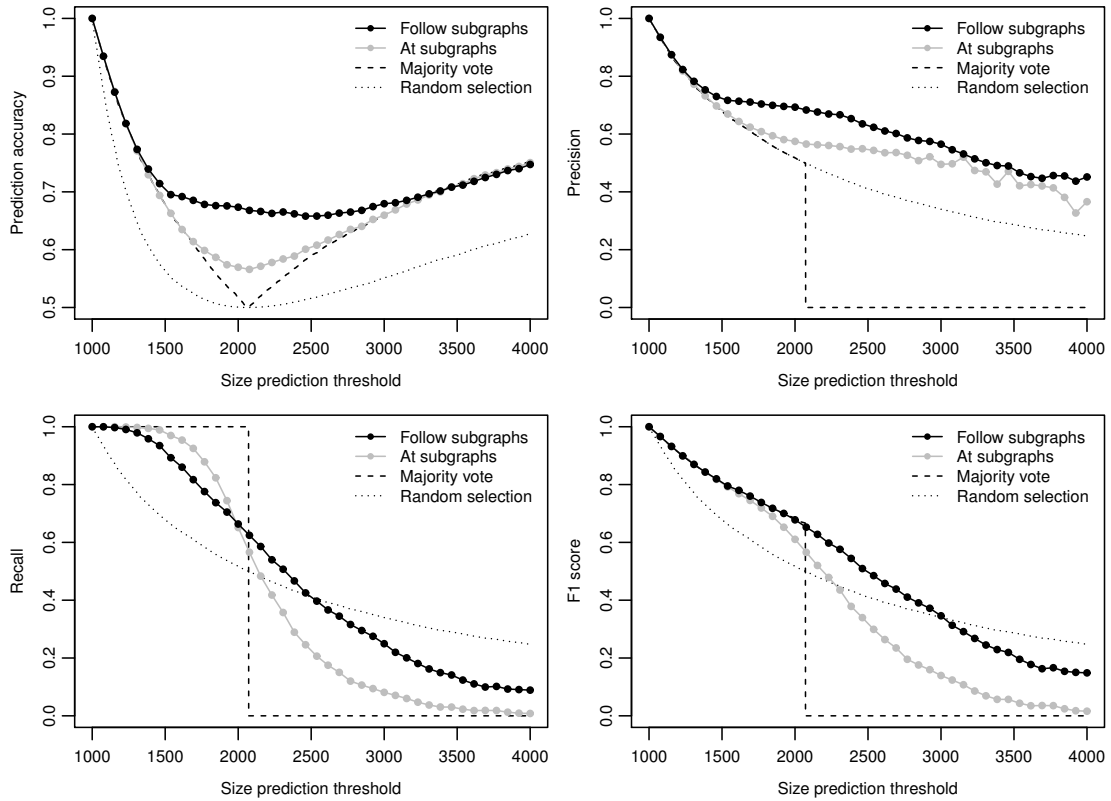 Prediction accuracy
1.0
0.9
0.8
0.7
0.6
0.5
Follow subgraphs
At subgraphs
Majority vote
Random selection
1000 1500 2000 2500 3000 3500 4000
Size prediction threshold
Precision
1.0
0.8
0.6
0.4
0.2
0.0
Follow subgraphs
At subgraphs
Majority vote
Random selection
1000 1500 2000 2500 3000 3500 4000
Size prediction threshold
Recall
1.0
0.8
0.6
0.4
0.2
0.0
Follow subgraphs
At subgraphs
Majority vote
Random selection
1000 1500 2000 2500 3000 3500 4000
Size prediction threshold
F1 score
1.0
0.8
0.6
0.4
0.2
0.0
Follow subgraphs
At subgraphs
Majority vote
Random selection
1000 1500 2000 2500 3000 3500 4000
Size prediction threshold